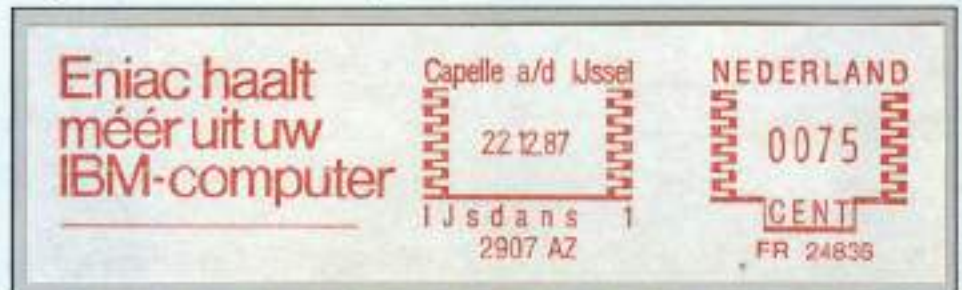 Eniac haalt
méér uit uw
IBM-computer
Capelle a/d IJssel
22.12.87
IJsdans 1
2907 AZ
NEDERLAND
0075
CENT
FR 24836